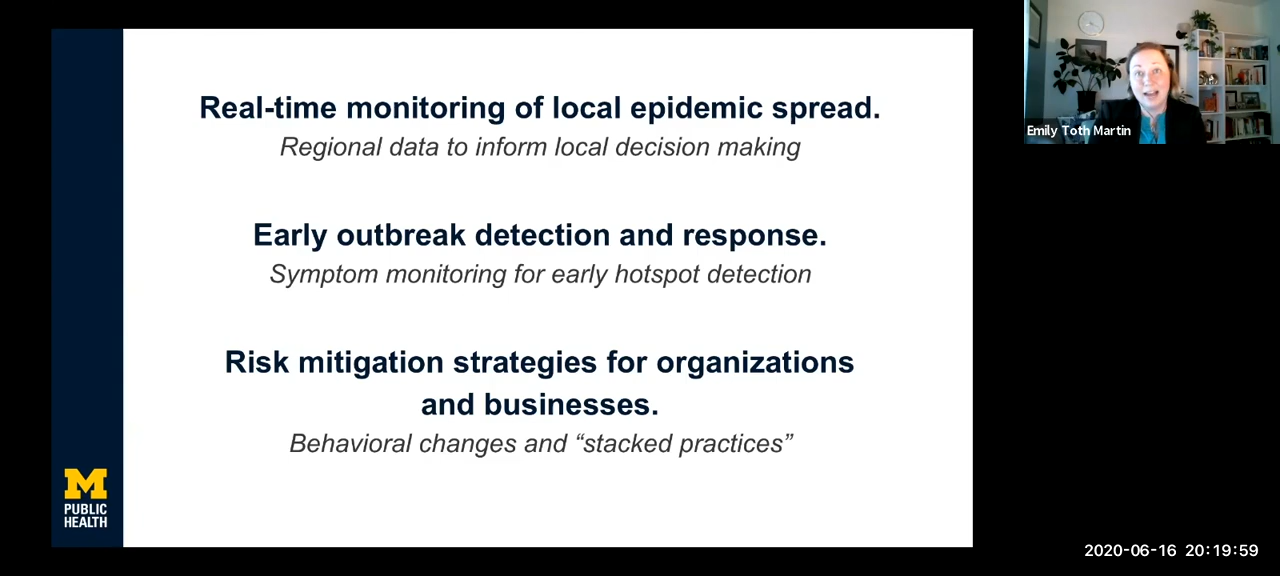 Real-time monitoring of local epidemic spread.
Regional data to inform local decision making
Early outbreak detection and response.
Symptom monitoring for early hotspot detection
Risk mitigation strategies for organizations
and businesses.
Behavioral changes and “stacked practices”
M
PUBLIC
HEALTH
Emily Toth Martin
2020-06-16 20:19:59